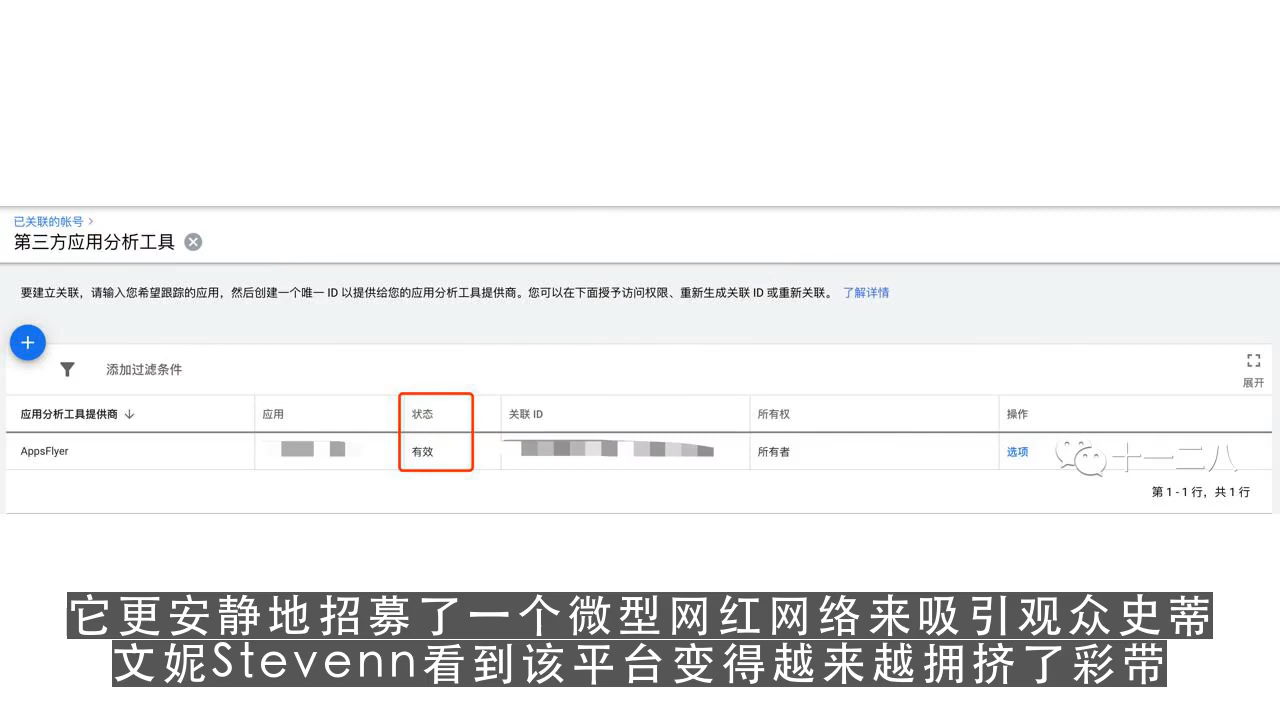 已关联的帐号 >
第三方应用分析工具
要建立关联，请输入您希望跟踪的应用，然后创建一个唯一 ID 以提供给您的应用分析工具提供商。您可以在下面授予访问权限、重新生成关联 ID 或重新关联。 了解详情
添加过滤条件
展开
应用分析工具提供商 ↓ 应用 状态 关联 ID 所有权 操作
AppsFlyer 有效 所有者 选项
十一二八
第 1 - 1 行，共 1 行
它更安静地招募了一个微型网红网络来吸引观众史蒂
文妮Stevenn看到该平台变得越来越拥挤了彩带